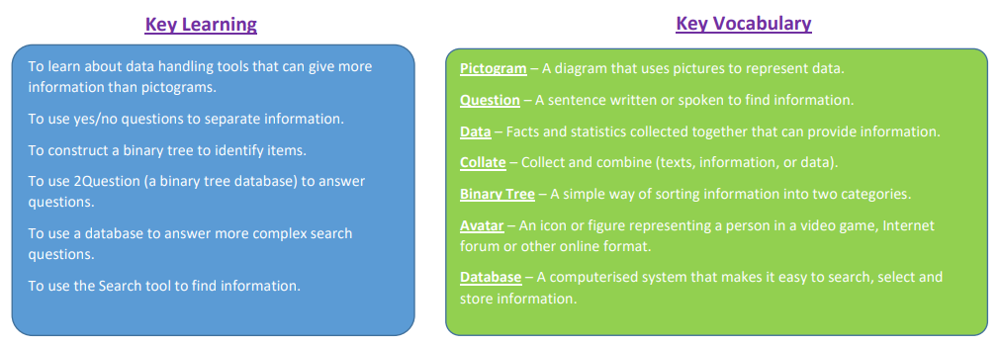 Key Learning
To learn about data handling tools that can give more
information than pictograms.
To use yes/no questions to separate information.
To construct a binary tree to identify items.
To use 2Question (a binary tree database) to answer
questions.
To use a database to answer more complex search
questions.
To use the Search tool to find information.
Key Vocabulary
Pictogram – A diagram that uses pictures to represent data.
Question – A sentence written or spoken to find information.
Data – Facts and statistics collected together that can provide information.
Collate – Collect and combine (texts, information, or data).
Binary Tree – A simple way of sorting information into two categories.
Avatar – An icon or figure representing a person in a video game, Internet
forum or other online format.
Database – A computerised system that makes it easy to search, select and
store information.